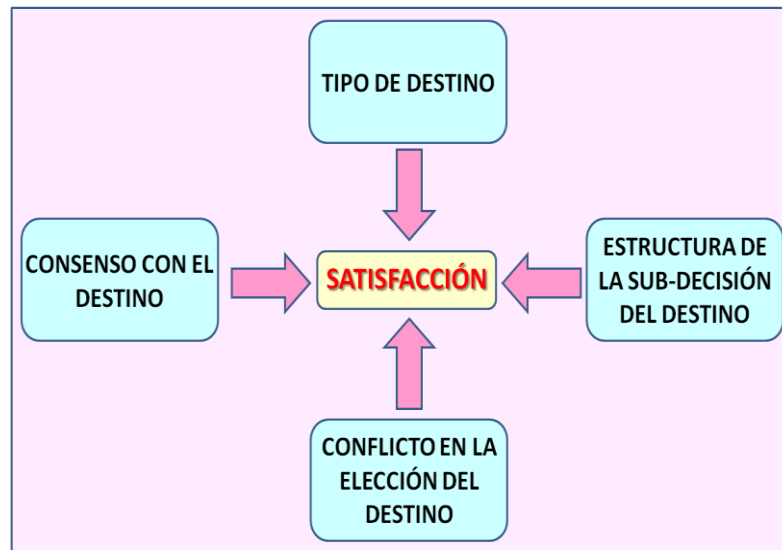 TIPO DE DESTINO
CONSENSO CON EL
DESTINO
SATISFACCIÓN
ESTRUCTURA DE
LA SUB-DECISIÓN
DEL DESTINO
CONFLICTO EN LA
ELECCIÓN DEL
DESTINO